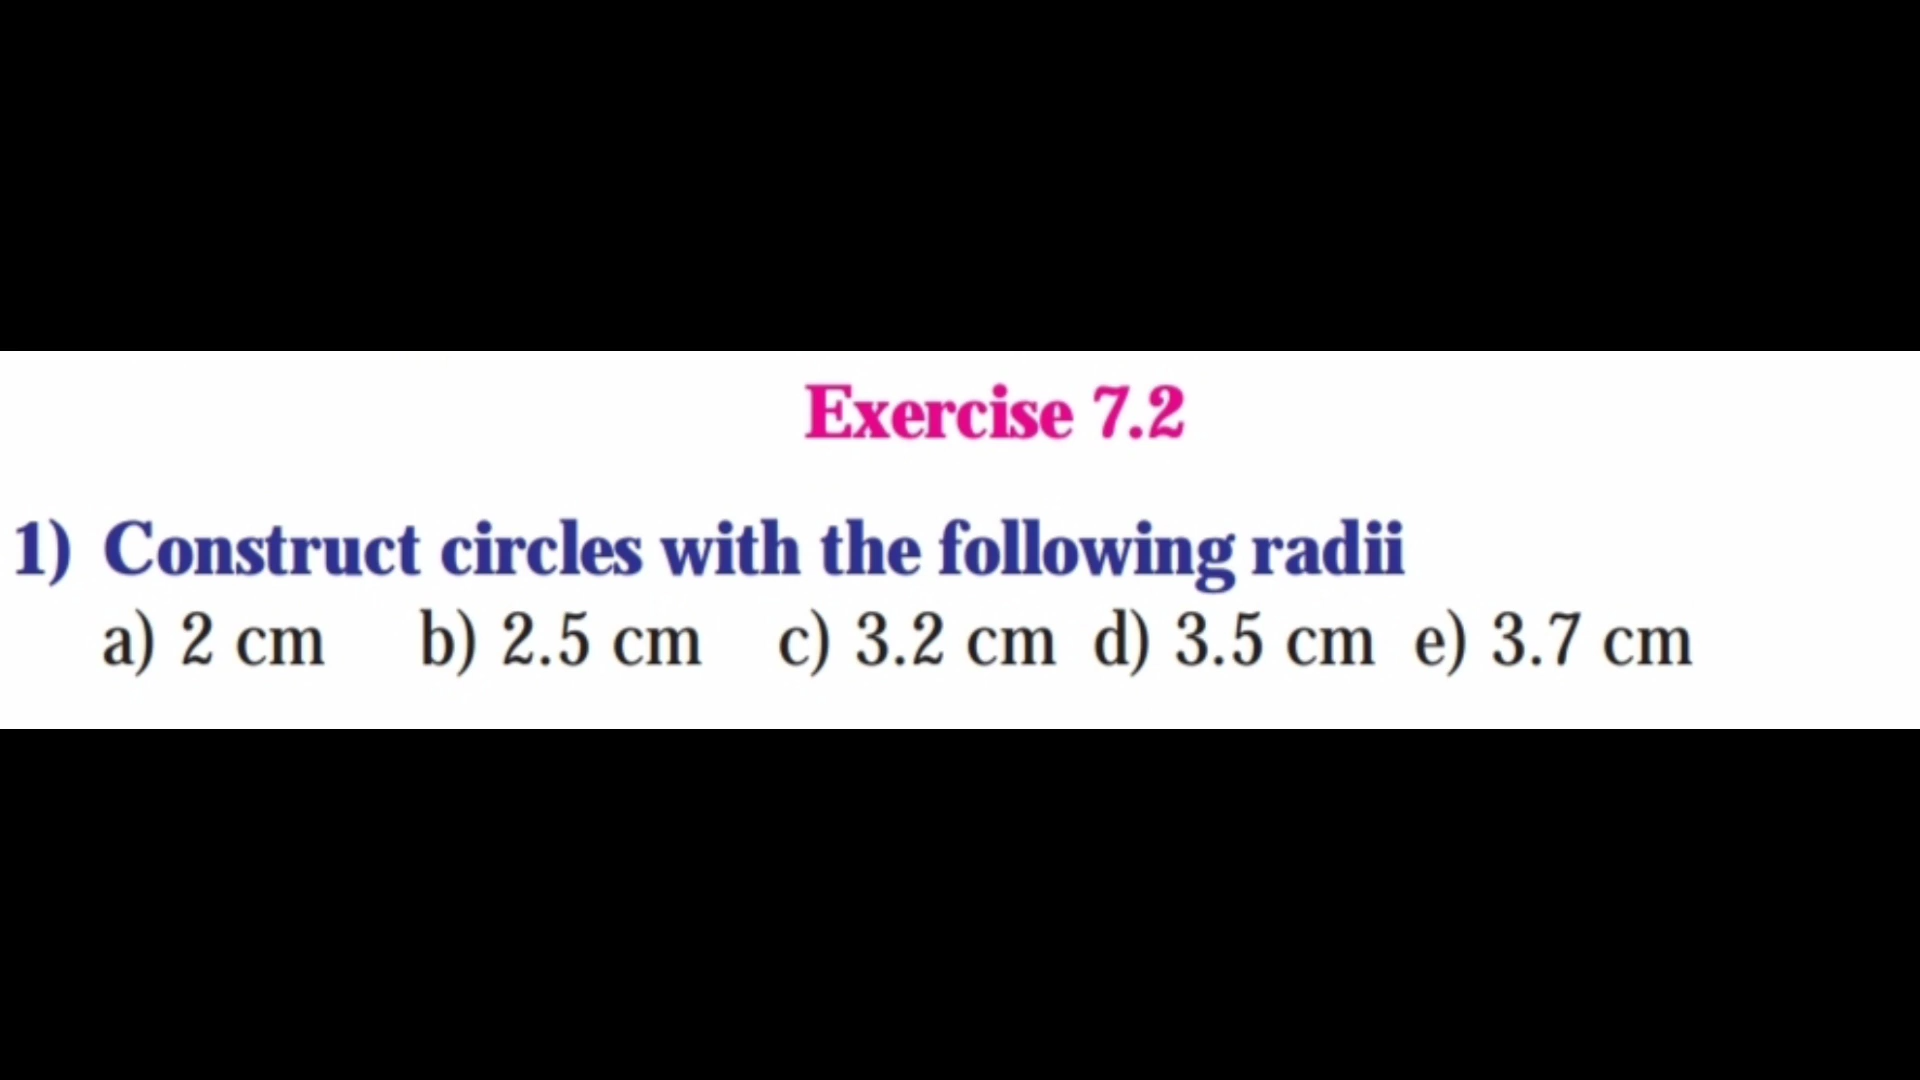 Exercise 7.2
1) Construct circles with the following radii
a) 2 cm b) 2.5 cm c) 3.2 cm d) 3.5 cm e) 3.7 cm